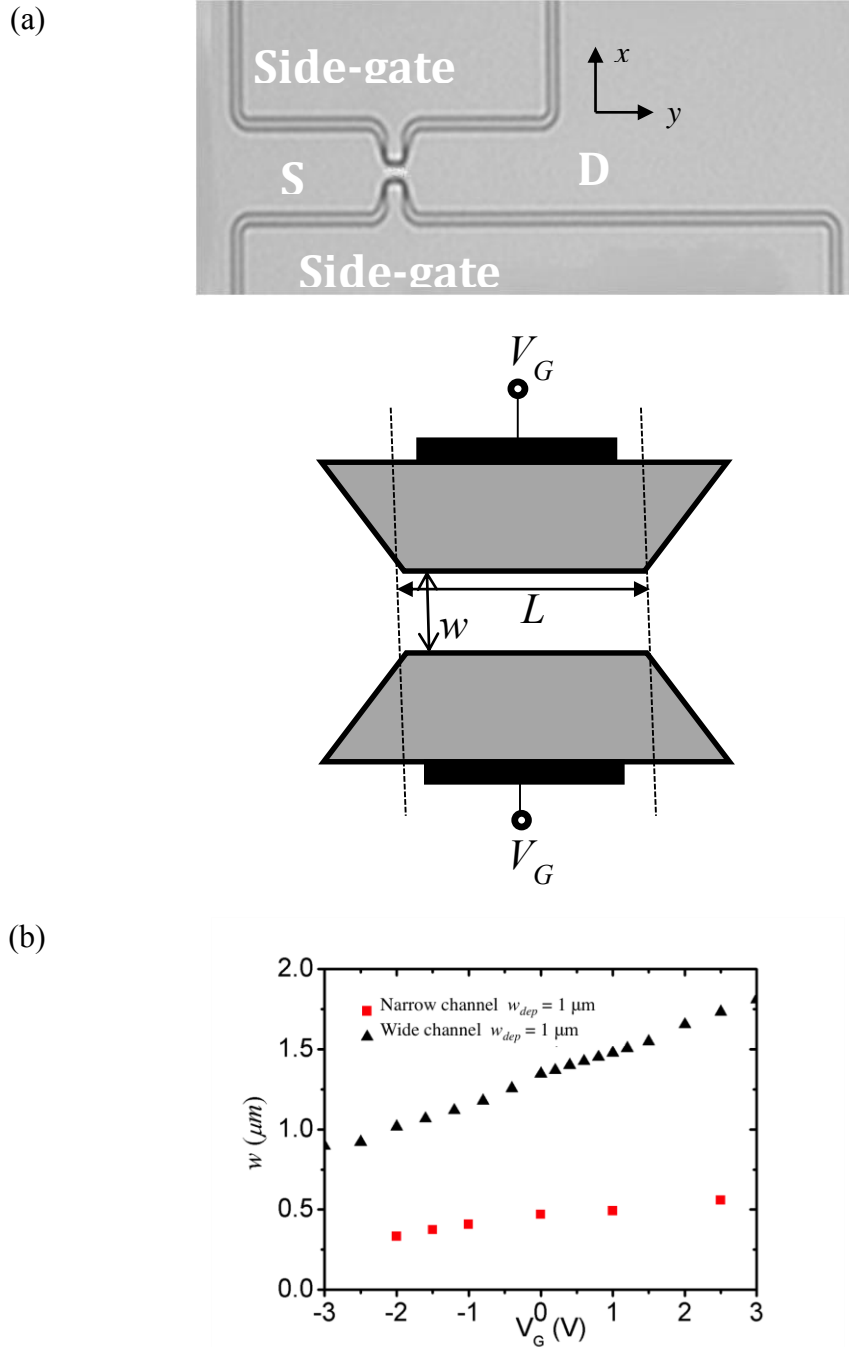 (a)
Side-gate
x
y
S
D
Side-gate
V_G
L
w
V_G
(b)
2.0
Narrow channel w_dep = 1 μm
Wide channel w_dep = 1 μm
1.5
1.0
w (μm)
0.5
0.0
-3 -2 -1 0 1 2 3
V_G (V)